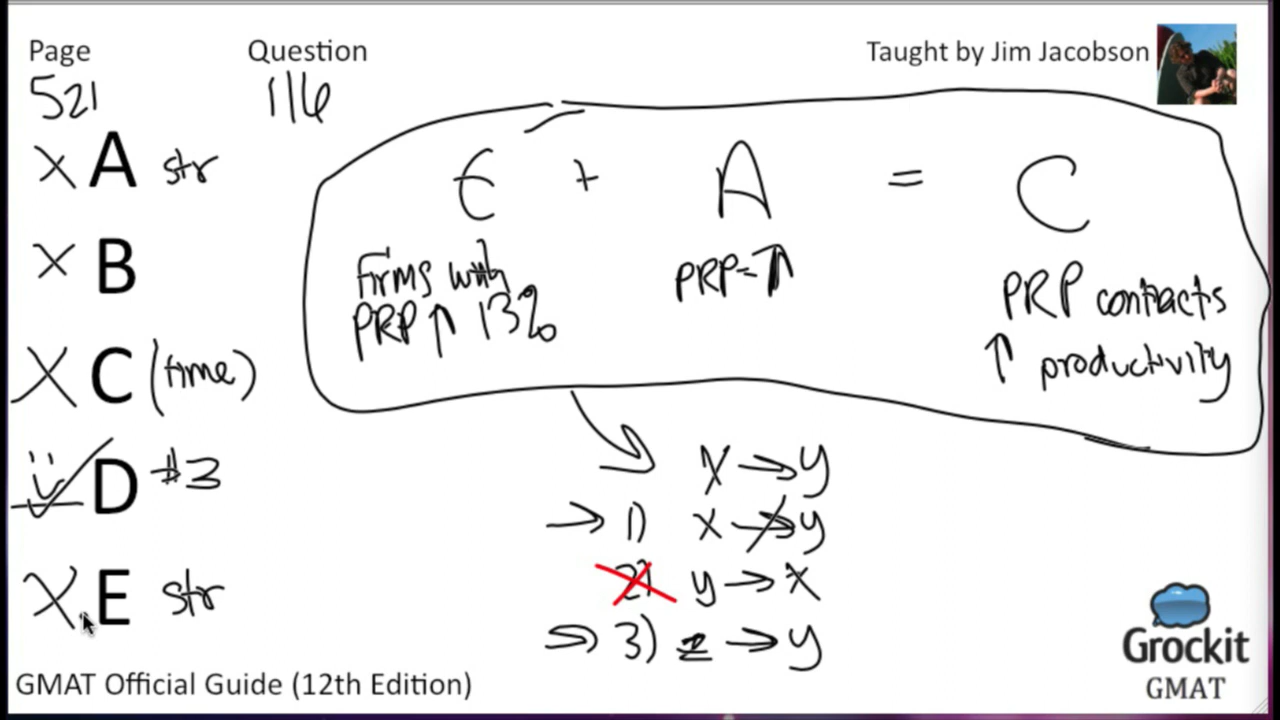 Page Question Taught by Jim Jacobson
521 116
X A str
X B
X C (time)
D #3
X E str
E + A = C
Firms with
PRP ↑ 13%
PRP = ↑
PRP contracts
↑ productivity
X → y
→ 1) x ↛ y
2) y → x
⇒ 3) z → y
GMAT Official Guide (12th Edition)
Grockit
GMAT